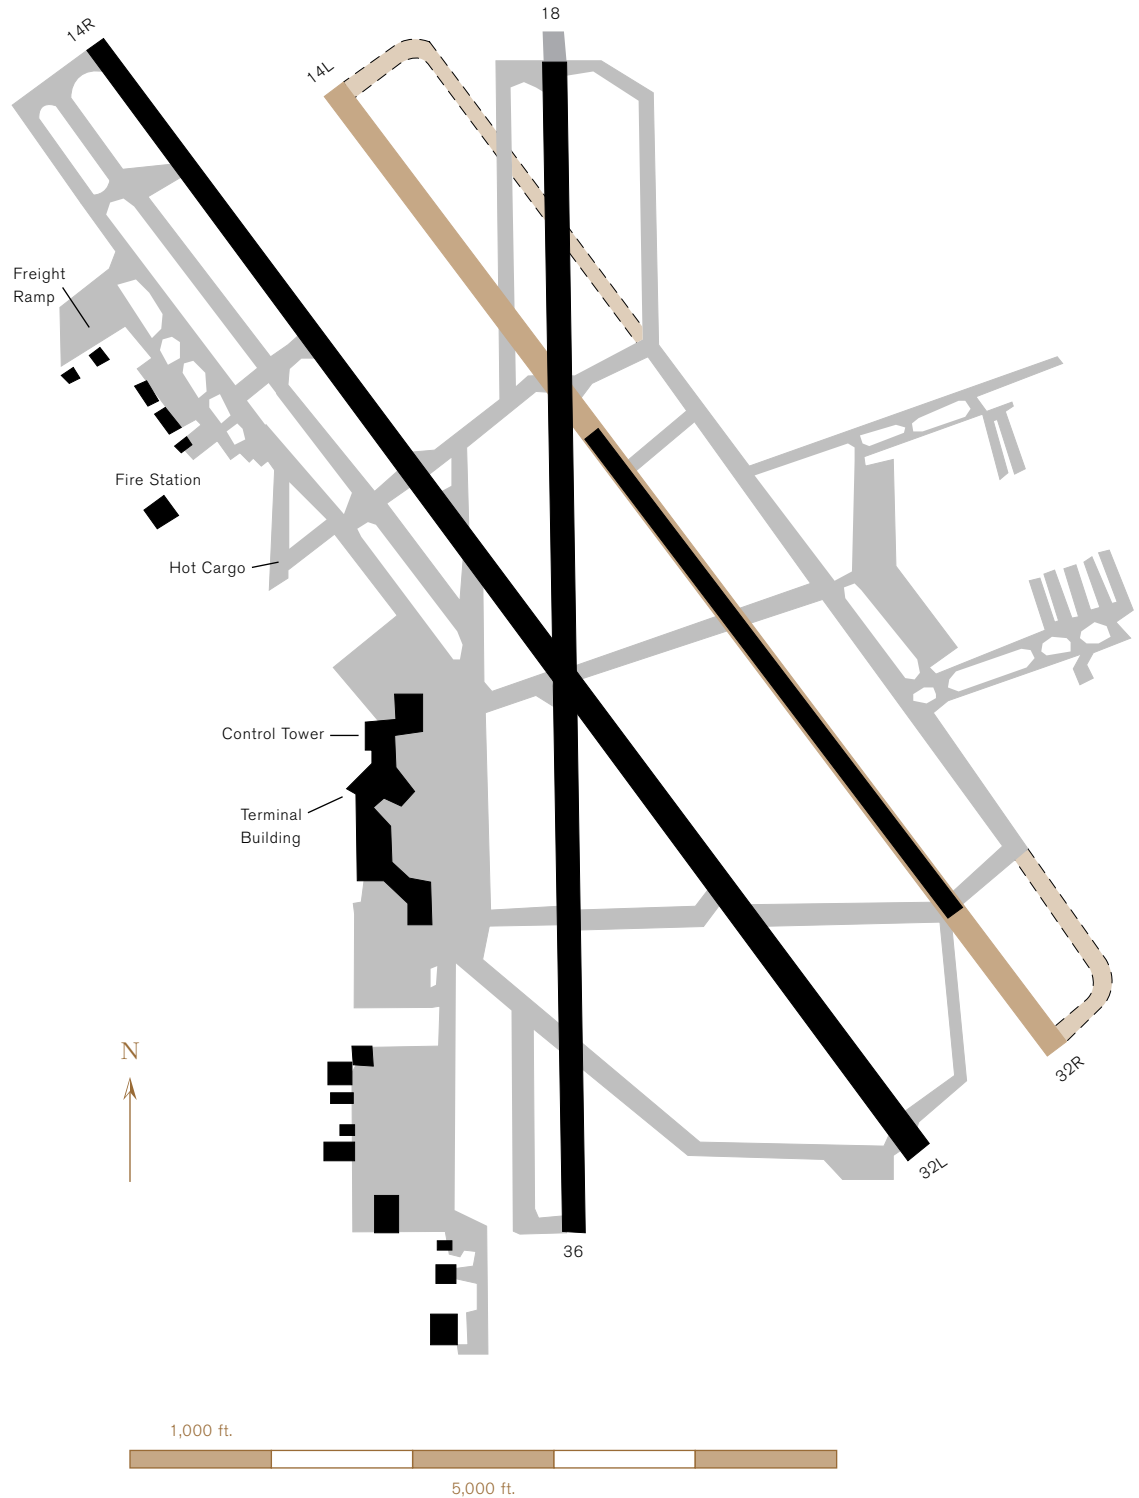 18
14R
14L
Freight
Ramp
Fire Station
Hot Cargo
Control Tower
Terminal
Building
N
32R
32L
36
1,000 ft.
5,000 ft.